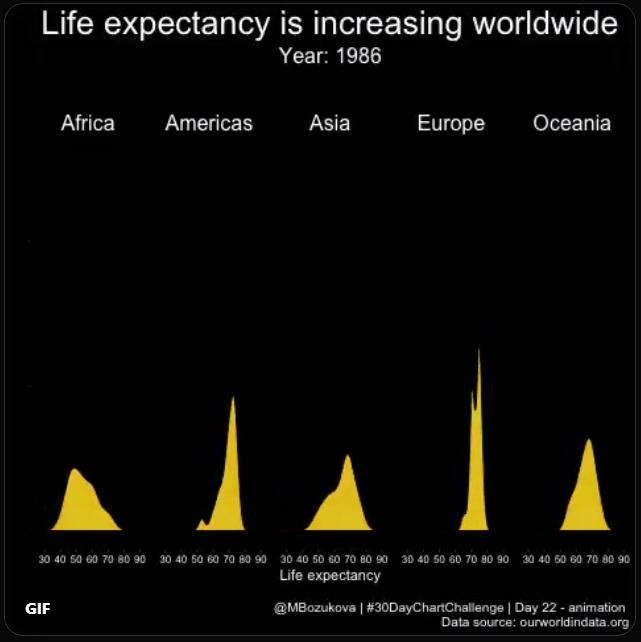 Life expectancy is increasing worldwide
Year: 1986
Africa Americas Asia Europe Oceania
30 40 50 60 70 80 90 30 40 50 60 70 80 90 30 40 50 60 70 80 90 30 40 50 60 70 80 90 30 40 50 60 70 80 90
Life expectancy
GIF
@MBozukova | #30DayChartChallenge | Day 22 - animation
Data source: ourworldindata.org